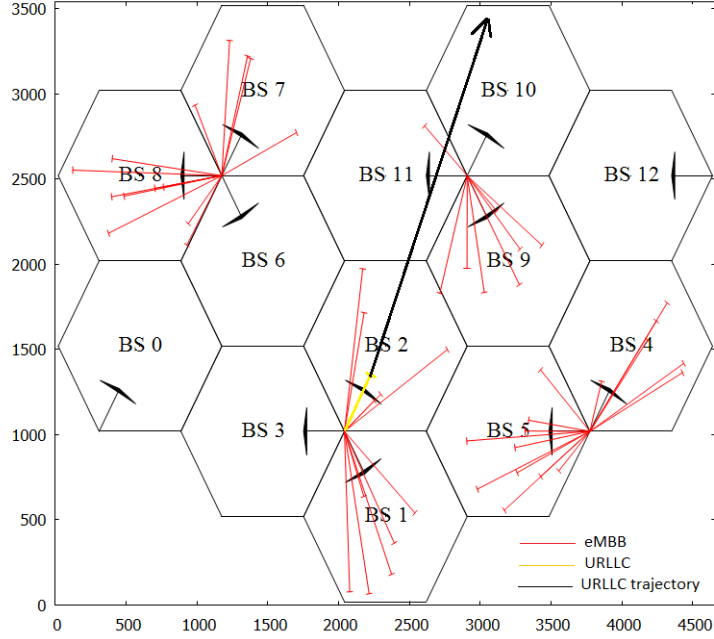 3500
3000
2500
2000
1500
1000
500
0
BS 7
BS 10
BS 8
BS 11
BS 12
BS 6
BS 9
BS 0
BS 2
BS 4
BS 3
BS 5
BS 1
eMBB
URLLC
URLLC trajectory
0 500 1000 1500 2000 2500 3000 3500 4000 4500